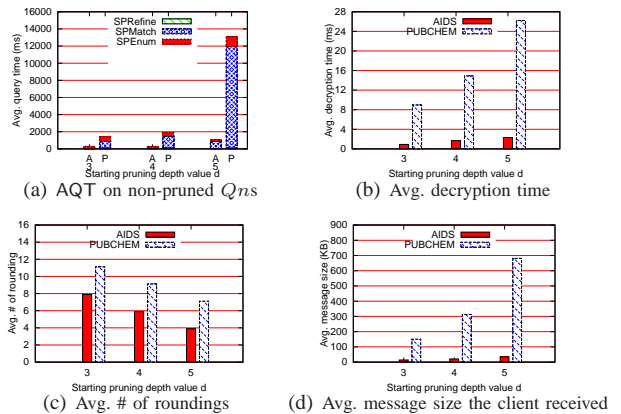 Avg. query time (ms)
16000
14000
12000
10000
8000
6000
4000
2000
0
SPRefine
SPMatch
SPEnum
A P A P A P
3 4 5
Starting pruning depth value d
(a) AQT on non-pruned Qns
Avg. decryption time (ms)
28
24
20
16
12
8
4
0
AIDS
PUBCHEM
3 4 5
Starting pruning depth value d
(b) Avg. decryption time
Avg. # of rounding
16
14
12
10
8
6
4
2
0
AIDS
PUBCHEM
3 4 5
Starting pruning depth value d
(c) Avg. # of roundings
Avg. message size (KB)
900
800
700
600
500
400
300
200
100
0
AIDS
PUBCHEM
3 4 5
Starting pruning depth value d
(d) Avg. message size the client received